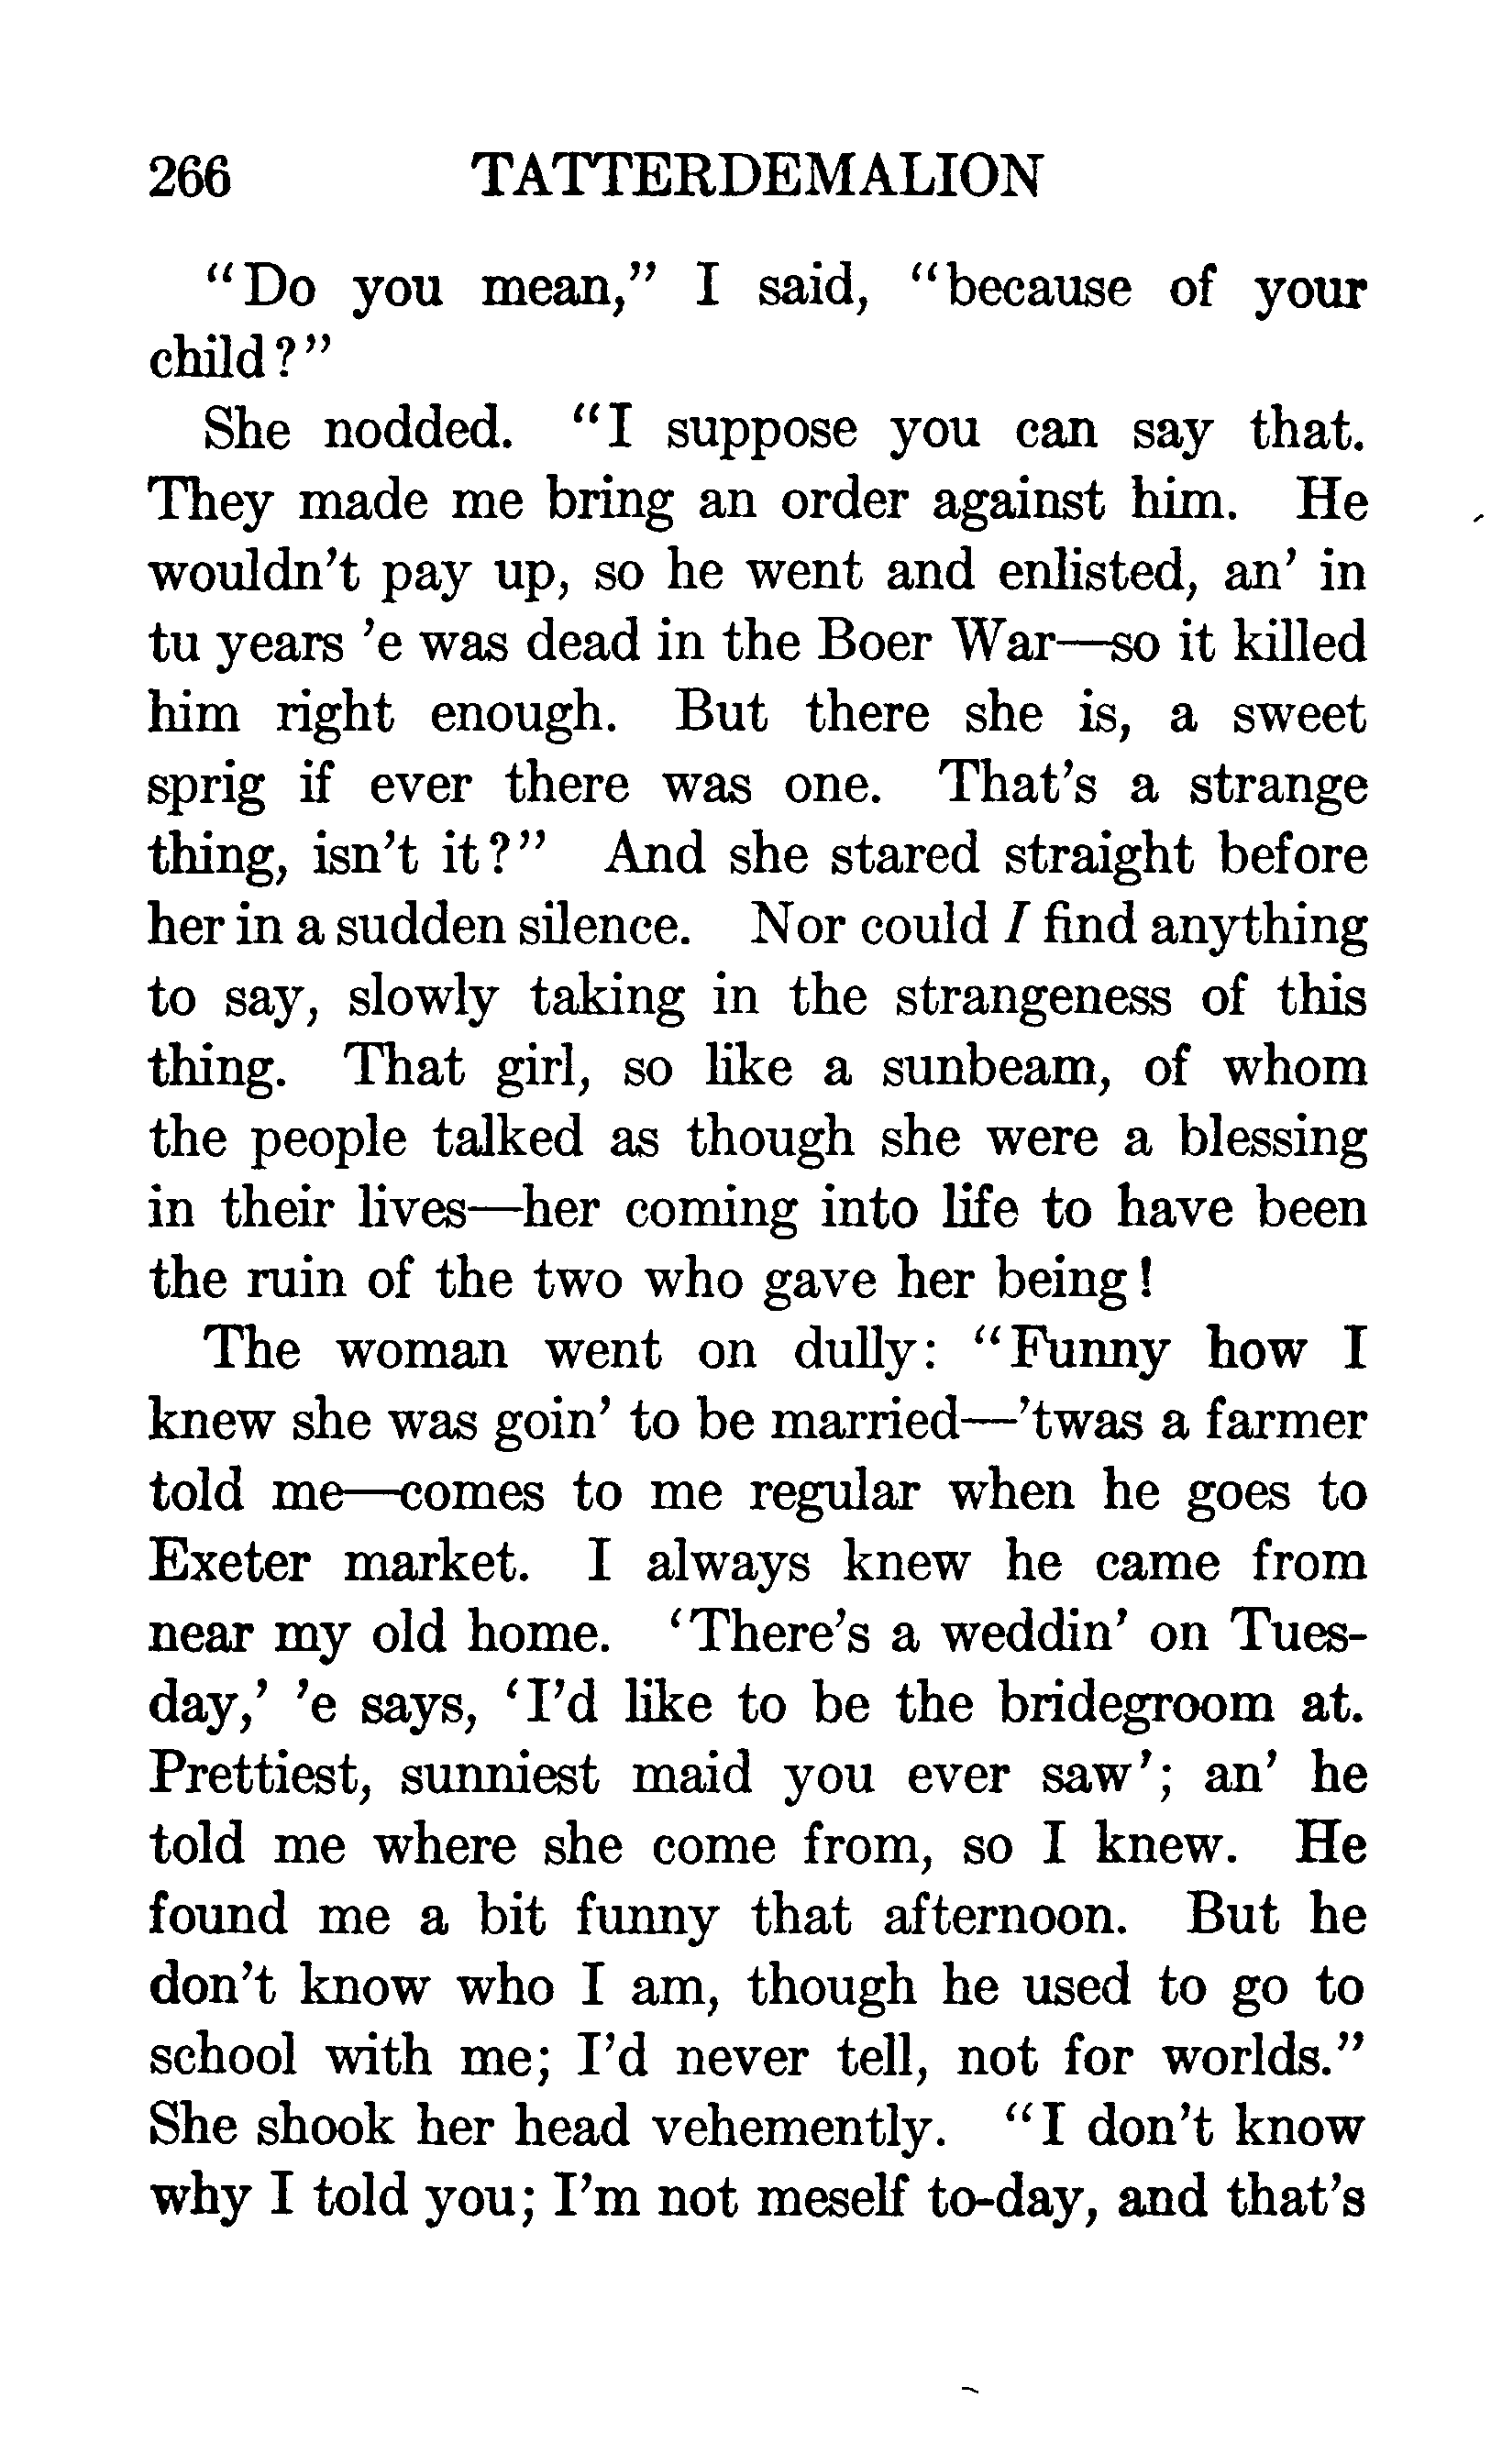 266 TATTERDEMALION
"Do you mean," I said, "because of your
child?"
She nodded. "I suppose you can say that.
They made me bring an order against him. He
wouldn't pay up, so he went and enlisted, an' in
tu years 'e was dead in the Boer War—so it killed
him right enough. But there she is, a sweet
sprig if ever there was one. That's a strange
thing, isn't it?" And she stared straight before
her in a sudden silence. Nor could I find anything
to say, slowly taking in the strangeness of this
thing. That girl, so like a sunbeam, of whom
the people talked as though she were a blessing
in their lives—her coming into life to have been
the ruin of the two who gave her being!
The woman went on dully: "Funny how I
knew she was goin' to be married—'twas a farmer
told me—comes to me regular when he goes to
Exeter market. I always knew he came from
near my old home. 'There's a weddin' on Tues-
day,' 'e says, 'I'd like to be the bridegroom at.
Prettiest, sunniest maid you ever saw'; an' he
told me where she come from, so I knew. He
found me a bit funny that afternoon. But he
don't know who I am, though he used to go to
school with me; I'd never tell, not for worlds."
She shook her head vehemently. "I don't know
why I told you; I'm not meself to-day, and that's